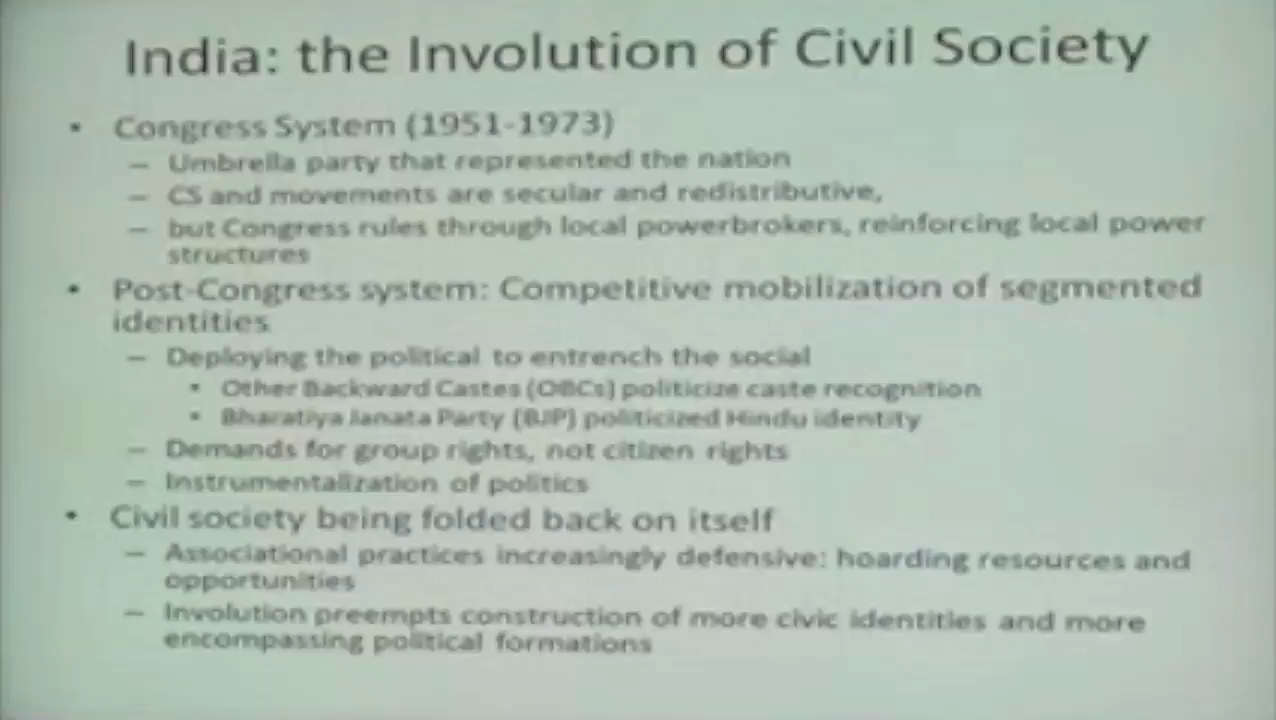 India: the Involution of Civil Society
• Congress System (1951-1973)
– Umbrella party that represented the nation
– CS and movements are secular and redistributive,
– but Congress rules through local powerbrokers, reinforcing local power
structures
• Post-Congress system: Competitive mobilization of segmented
identities
– Deploying the political to entrench the social
• Other Backward Castes (OBCs) politicize caste recognition
• Bharatiya Janata Party (BJP) politicized Hindu identity
– Demands for group rights, not citizen rights
– Instrumentalization of politics
• Civil society being folded back on itself
– Associational practices increasingly defensive: hoarding resources and
opportunities
– Involution preempts construction of more civic identities and more
encompassing political formations